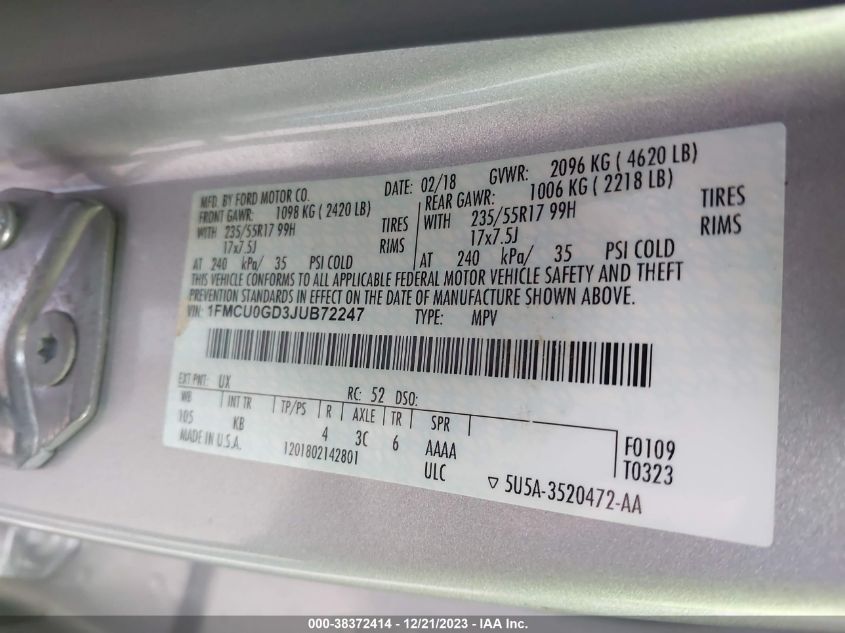 MFD. BY FORD MOTOR CO.
DATE: 02/18 GVWR: 2096 KG ( 4620 LB)
FRONT GAWR: 1098 KG ( 2420 LB) REAR GAWR: 1006 KG ( 2218 LB)
WITH 235/55R17 99H TIRES WITH 235/55R17 99H TIRES
17x7.5J RIMS 17x7.5J RIMS
AT 240 kPa/ 35 PSI COLD AT 240 kPa/ 35 PSI COLD
THIS VEHICLE CONFORMS TO ALL APPLICABLE FEDERAL MOTOR VEHICLE SAFETY AND THEFT
PREVENTION STANDARDS IN EFFECT ON THE DATE OF MANUFACTURE SHOWN ABOVE.
VIN: 1FMCU0GD3JUB72247 TYPE: MPV
EXT PNT: UX RC: 52 DSO:
WB INT TR TP/PS R AXLE TR SPR
105 KB 4 3C 6 AAAA F0109
MADE IN U.S.A. 1201802142801 ULC T0323
▽ 5U5A-3520472-AA
000-38372414 - 12/21/2023 - IAA Inc.